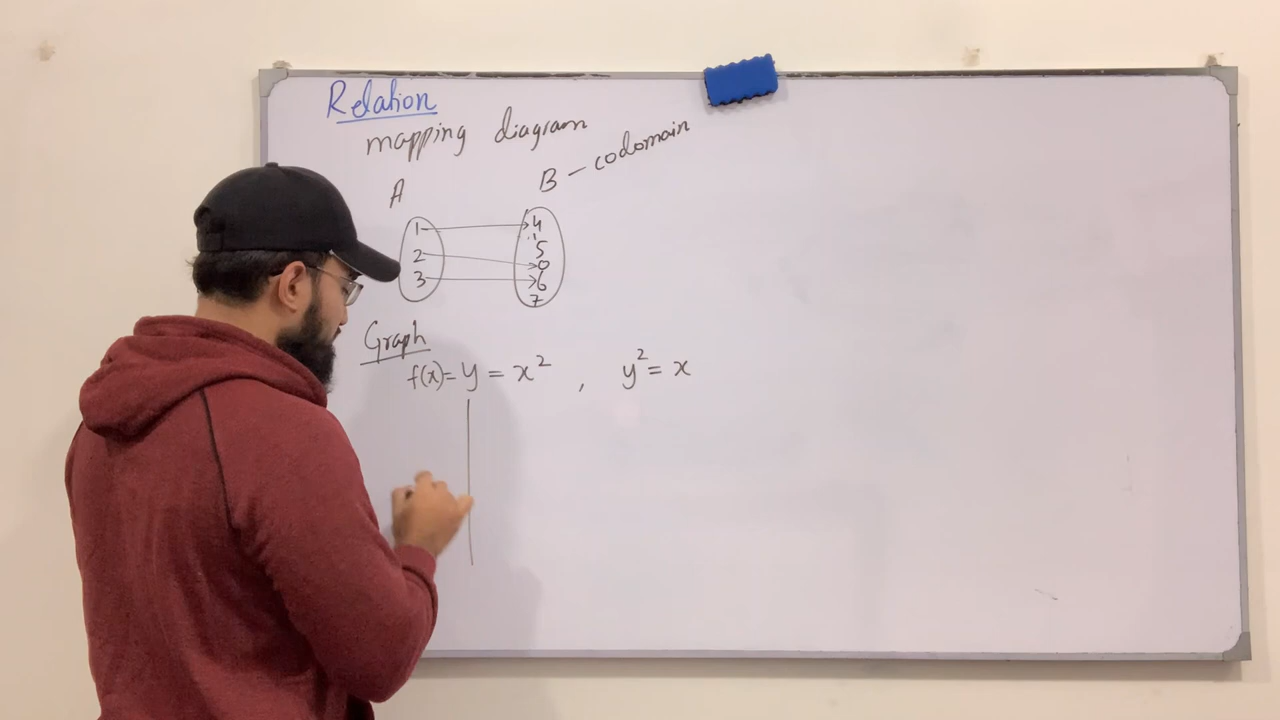 Relation
mapping diagram
A B - codomain
1 4
5
2 0
3 6
7
Graph
f(x) = y = x² , y² = x